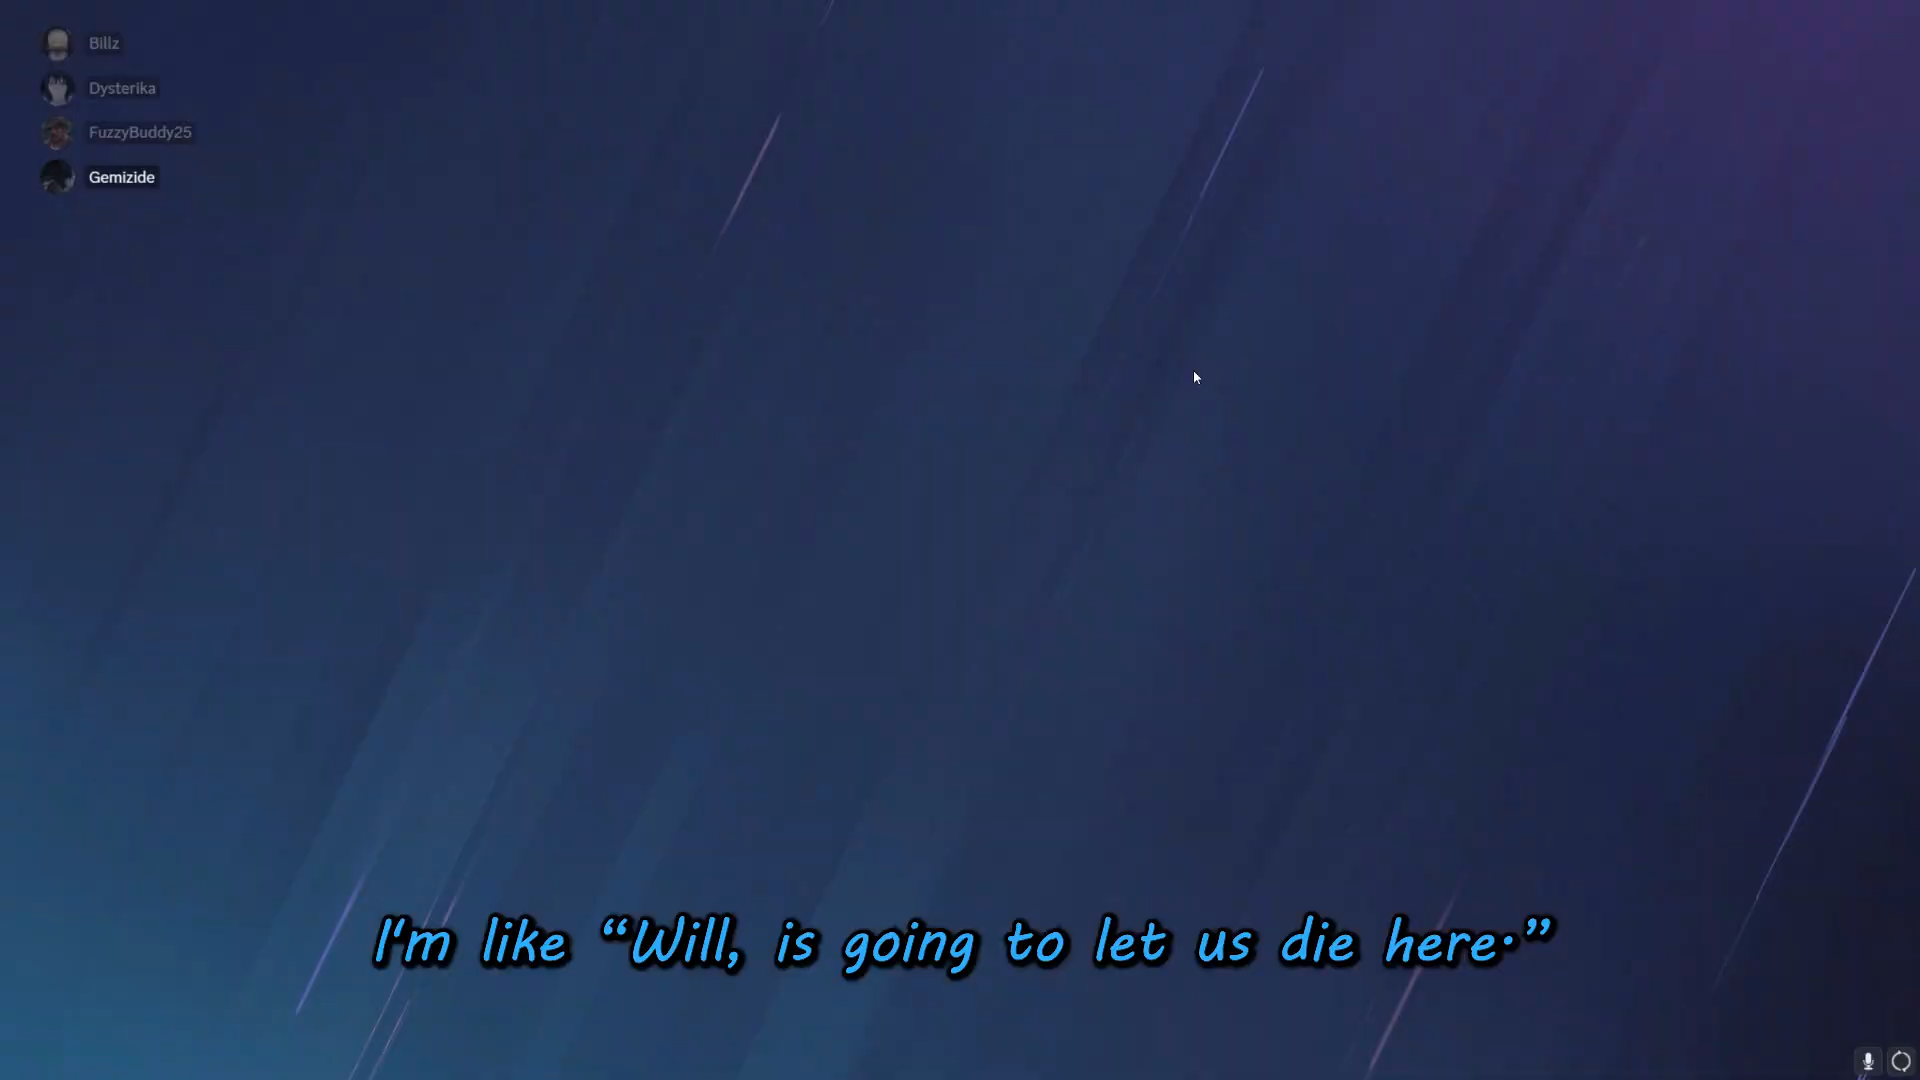 Billz
Dysterika
FuzzyBuddy25
Gemizide
I'm like “Will, is going to let us die here.”